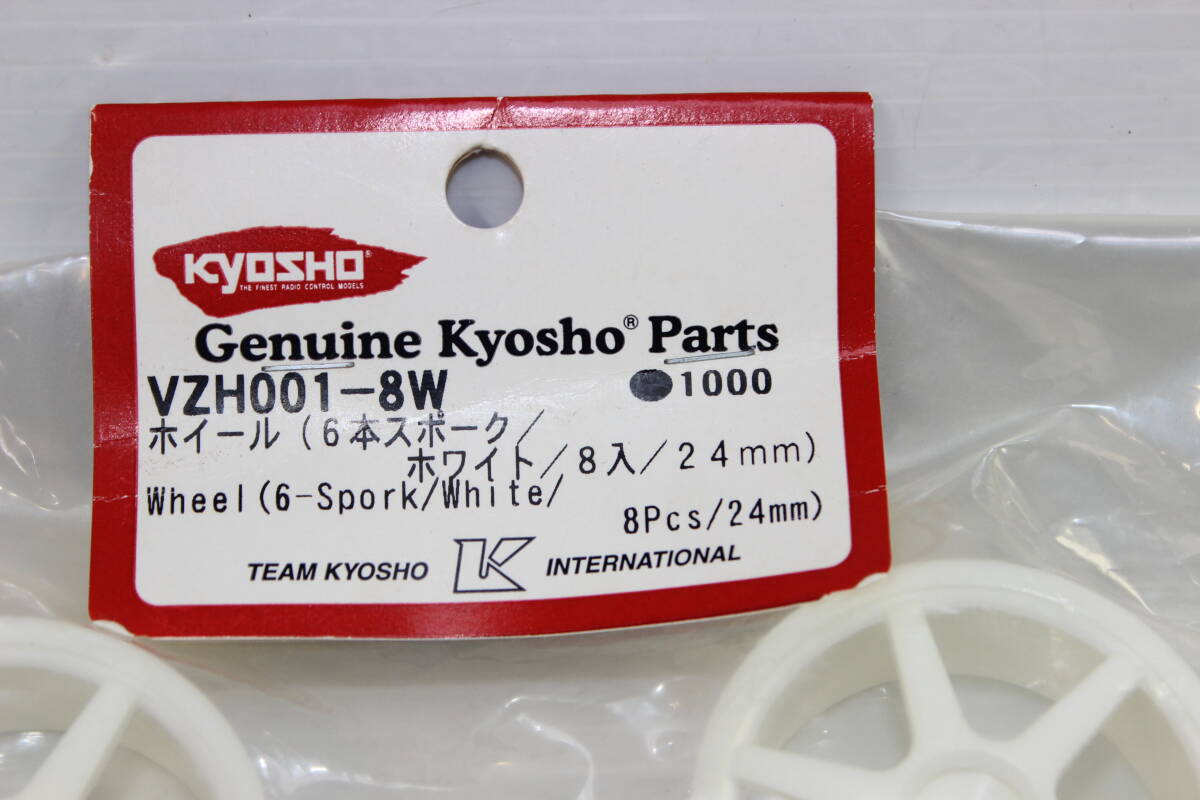 KYOSHO®
THE FINEST RADIO CONTROL MODELS
Genuine Kyosho® Parts
VZH001-8W ●1000
ホイール(6本スポーク/
ホワイト/8入/24mm)
Wheel(6-Spork/White/
8Pcs/24mm)
TEAM KYOSHO K INTERNATIONAL